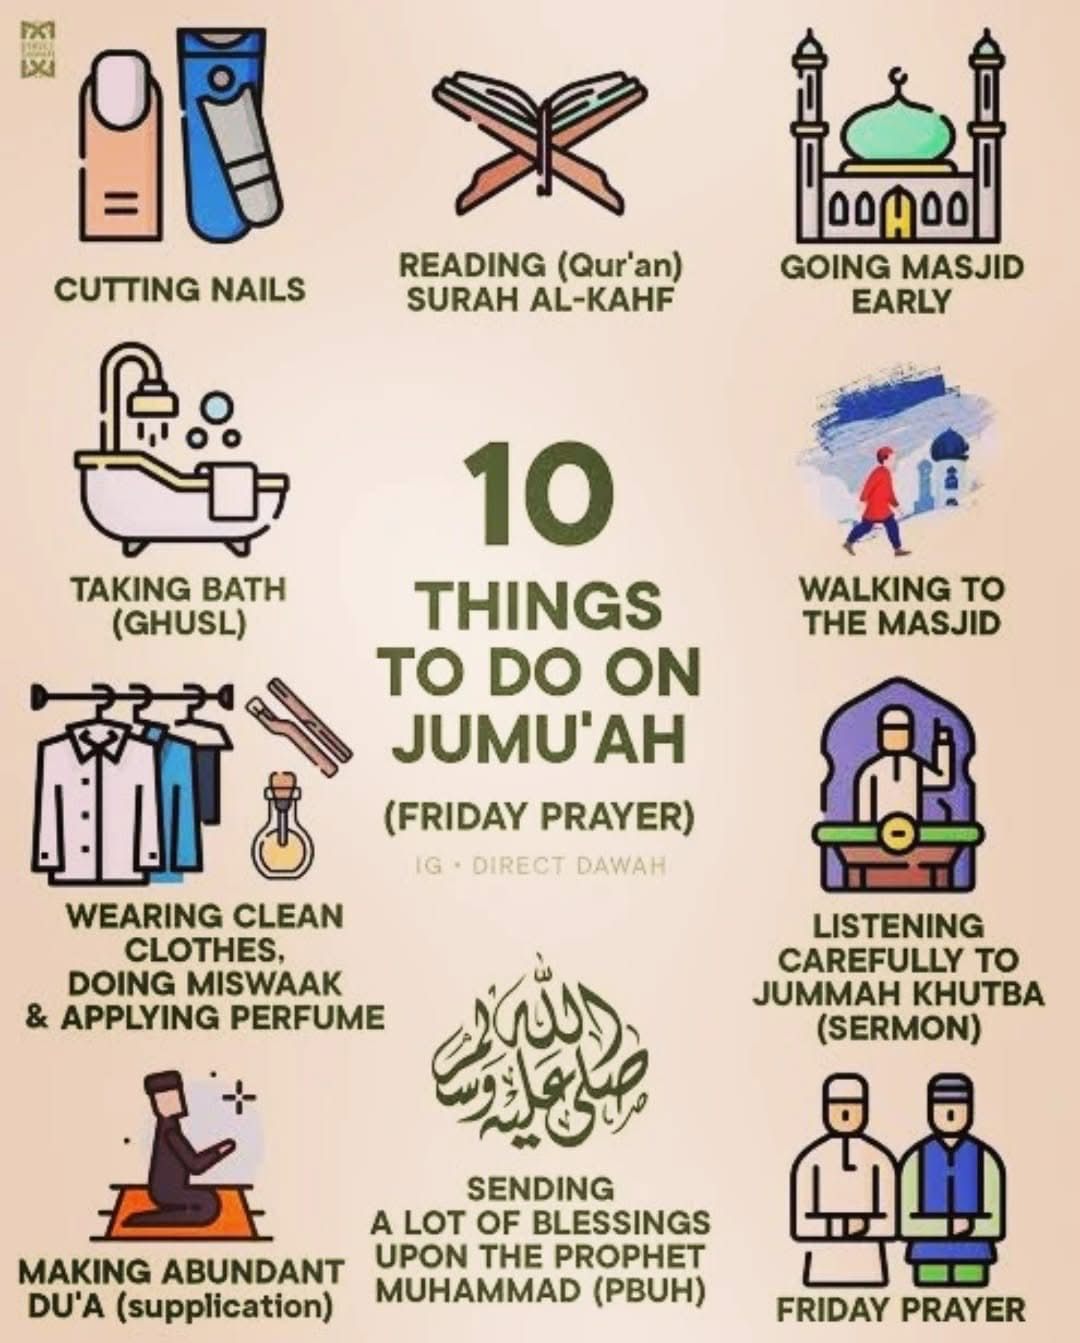 CUTTING NAILS
READING (Qur'an)
SURAH AL-KAHF
GOING MASJID
EARLY
TAKING BATH
(GHUSL)
10
THINGS
TO DO ON
JUMU'AH
(FRIDAY PRAYER)
IG • DIRECT DAWAH
WALKING TO
THE MASJID
WEARING CLEAN
CLOTHES,
DOING MISWAAK
& APPLYING PERFUME
LISTENING
CAREFULLY TO
JUMMAH KHUTBA
(SERMON)
MAKING ABUNDANT
DU'A (supplication)
صلى الله عليه وسلم
SENDING
A LOT OF BLESSINGS
UPON THE PROPHET
MUHAMMAD (PBUH)
FRIDAY PRAYER